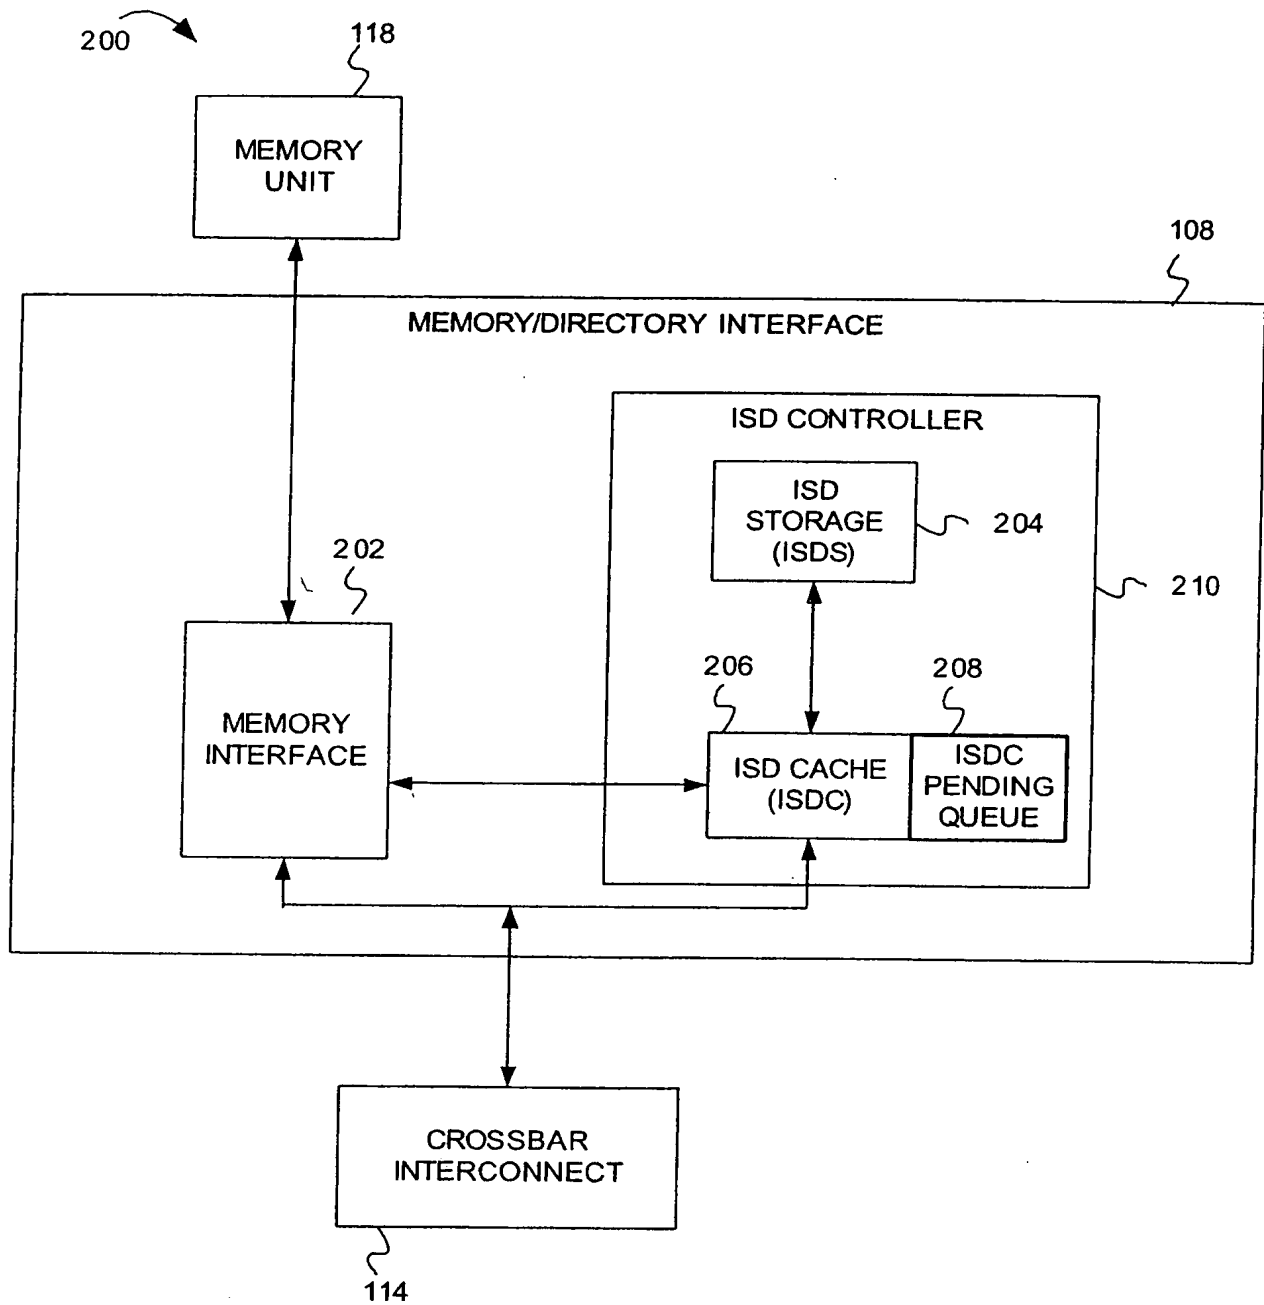 200
118
MEMORY
UNIT
108
MEMORY/DIRECTORY INTERFACE
ISD CONTROLLER
ISD
STORAGE
(ISDS)
204
202
210
206
208
MEMORY
INTERFACE
ISD CACHE
(ISDC)
ISDC
PENDING
QUEUE
CROSSBAR
INTERCONNECT
114